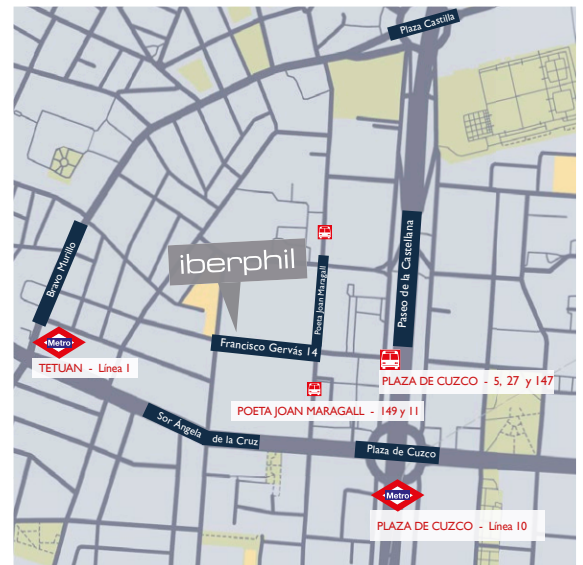 Plaza Castilla
Bravo Murillo
iberphil
Poeta Joan Maragall
Paseo de la Castellana
Francisco Gervás 14
Metro
TETUAN - Línea 1
PLAZA DE CUZCO - 5, 27 y 147
POETA JOAN MARAGALL - 149 y 11
Sor Ángela de la Cruz
Plaza de Cuzco
Metro
PLAZA DE CUZCO - Línea 10